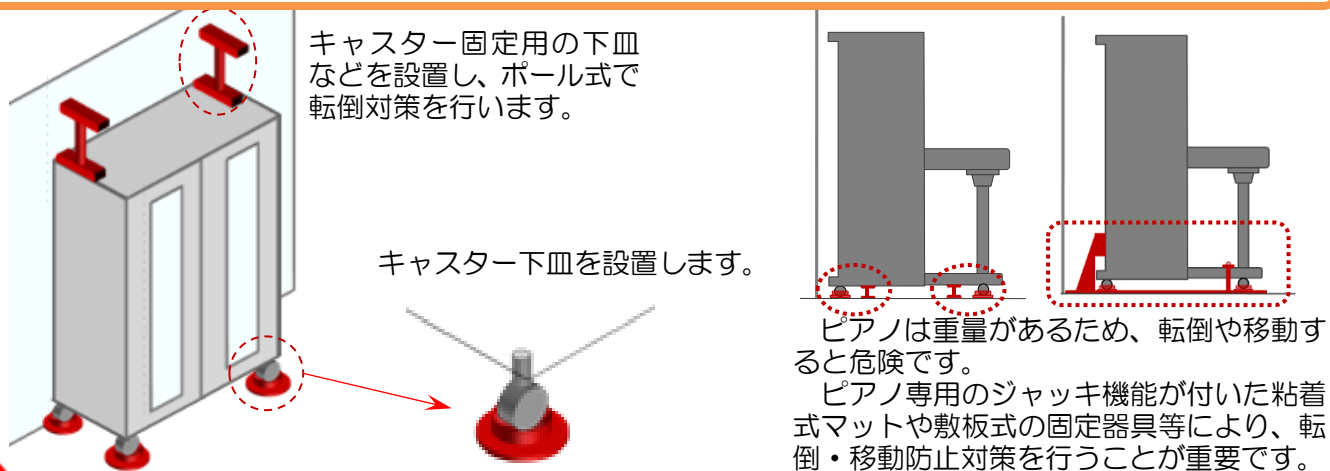 キャスター固定用の下皿
などを設置し、ポール式で
転倒対策を行います。
キャスター下皿を設置します。
ピアノは重量があるため、転倒や移動す
ると危険です。
ピアノ専用のジャッキ機能が付いた粘着
式マットや敷板式の固定器具等により、転
倒・移動防止対策を行うことが重要です。